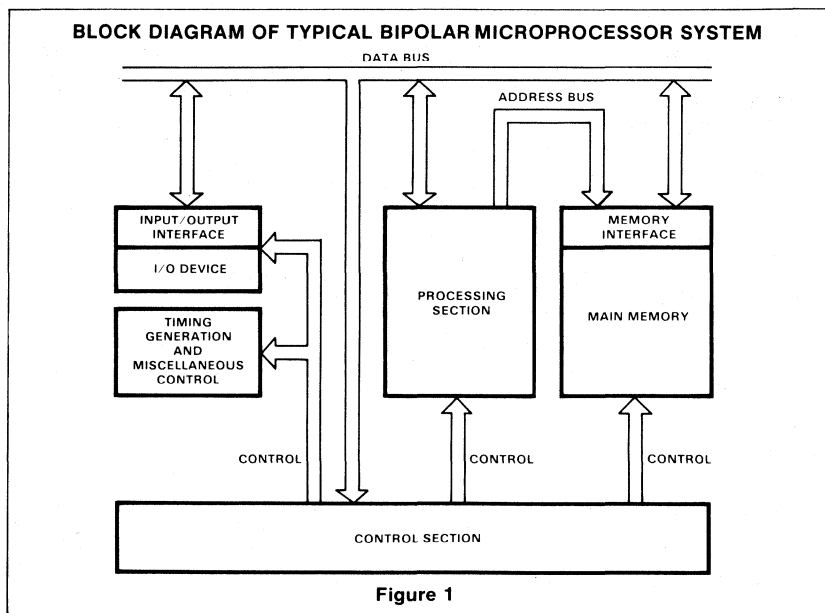 BLOCK DIAGRAM OF TYPICAL BIPOLAR MICROPROCESSOR SYSTEM
DATA BUS
ADDRESS BUS
INPUT/OUTPUT
INTERFACE
I/O DEVICE
TIMING
GENERATION
AND
MISCELLANEOUS
CONTROL
PROCESSING
SECTION
MEMORY
INTERFACE
MAIN MEMORY
CONTROL
CONTROL
CONTROL
CONTROL SECTION
Figure 1